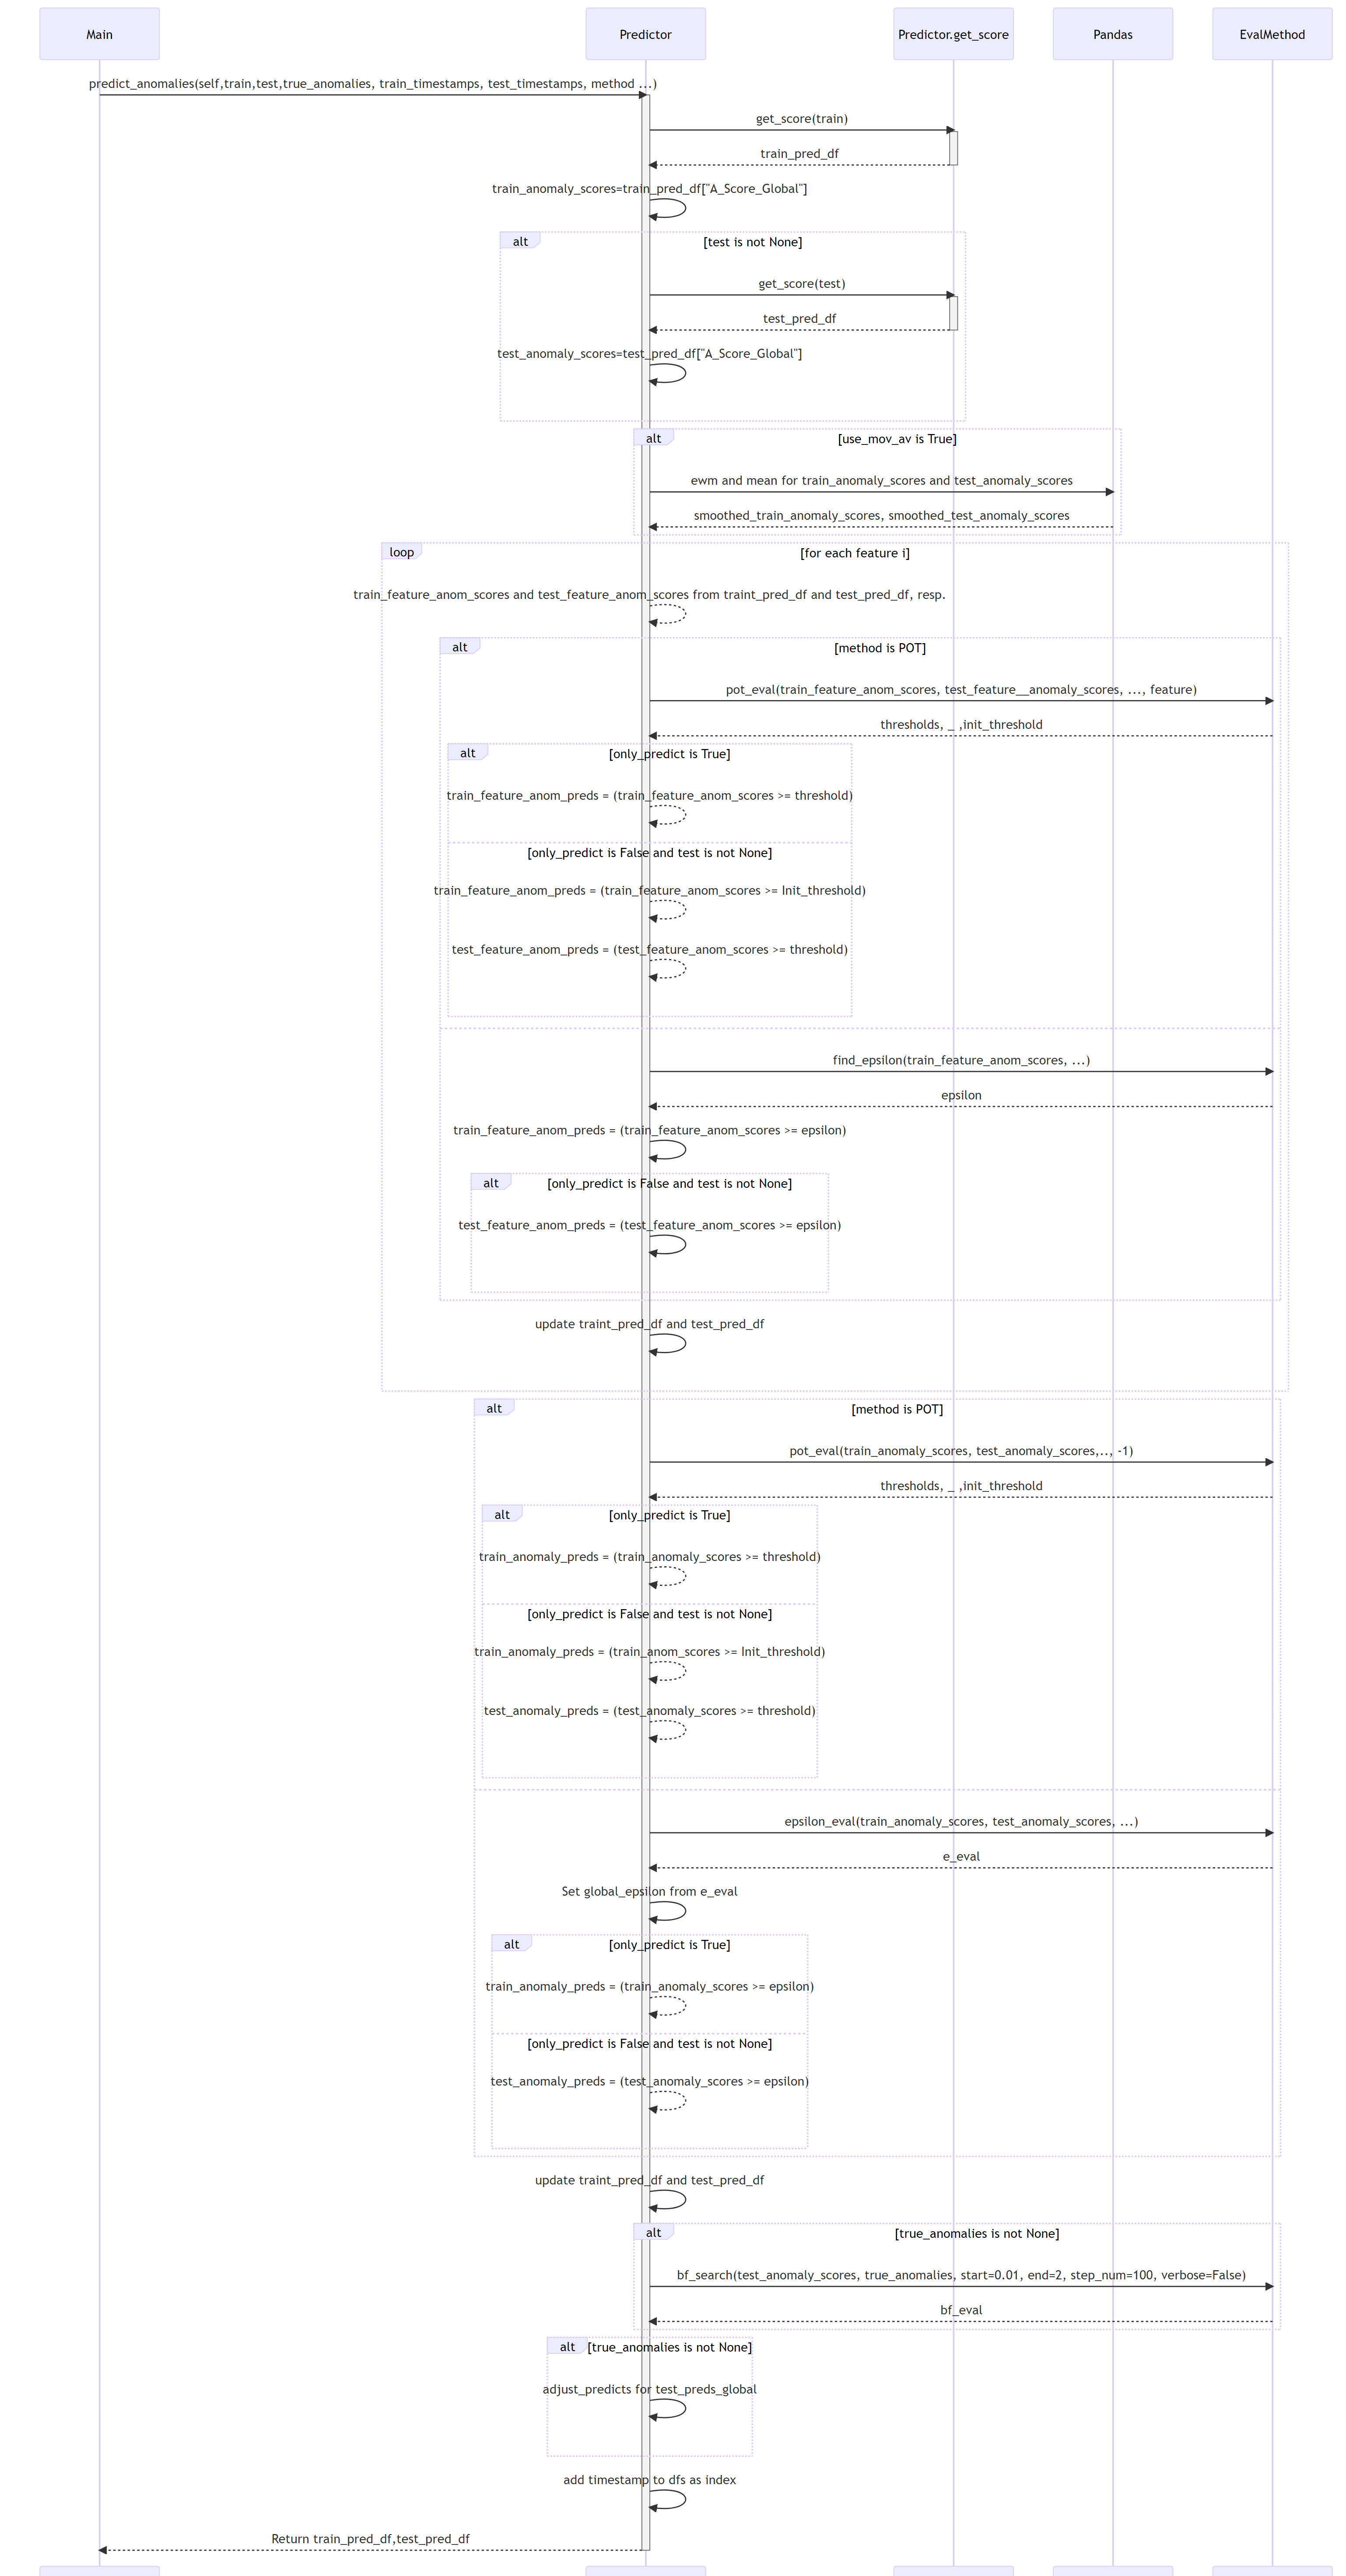 Main
Predictor
Predictor.get_score
Pandas
EvalMethod
predict_anomalies(self,train,test,true_anomalies, train_timestamps, test_timestamps, method ...)
get_score(train)
train_pred_df
train_anomaly_scores=train_pred_df["A_Score_Global"]
alt
[test is not None]
get_score(test)
test_pred_df
test_anomaly_scores=test_pred_df["A_Score_Global"]
alt
[use_mov_av is True]
ewm and mean for train_anomaly_scores and test_anomaly_scores
smoothed_train_anomaly_scores, smoothed_test_anomaly_scores
loop
[for each feature i]
train_feature_anom_scores and test_feature_anom_scores from traint_pred_df and test_pred_df, resp.
alt
[method is POT]
pot_eval(train_feature_anom_scores, test_feature__anomaly_scores, ..., feature)
thresholds, _ ,init_threshold
alt
[only_predict is True]
train_feature_anom_preds = (train_feature_anom_scores >= threshold)
[only_predict is False and test is not None]
train_feature_anom_preds = (train_feature_anom_scores >= Init_threshold)
test_feature_anom_preds = (test_feature_anom_scores >= threshold)
find_epsilon(train_feature_anom_scores, ...)
epsilon
train_feature_anom_preds = (train_feature_anom_scores >= epsilon)
alt
[only_predict is False and test is not None]
test_feature_anom_preds = (test_feature_anom_scores >= epsilon)
update traint_pred_df and test_pred_df
alt
[method is POT]
pot_eval(train_anomaly_scores, test_anomaly_scores,.., -1)
thresholds, _ ,init_threshold
alt
[only_predict is True]
train_anomaly_preds = (train_anomaly_scores >= threshold)
[only_predict is False and test is not None]
train_anomaly_preds = (train_anom_scores >= Init_threshold)
test_anomaly_preds = (test_anomaly_scores >= threshold)
epsilon_eval(train_anomaly_scores, test_anomaly_scores, ...)
e_eval
Set global_epsilon from e_eval
alt
[only_predict is True]
train_anomaly_preds = (train_anomaly_scores >= epsilon)
[only_predict is False and test is not None]
test_anomaly_preds = (test_anomaly_scores >= epsilon)
update traint_pred_df and test_pred_df
alt
[true_anomalies is not None]
bf_search(test_anomaly_scores, true_anomalies, start=0.01, end=2, step_num=100, verbose=False)
bf_eval
alt
[true_anomalies is not None]
adjust_predicts for test_preds_global
add timestamp to dfs as index
Return train_pred_df,test_pred_df